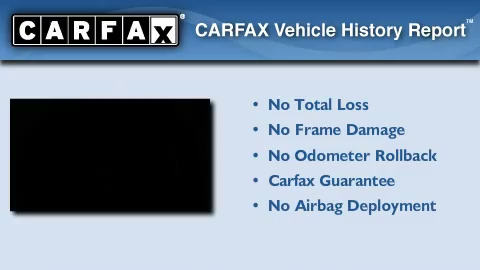 CARFAX® CARFAX Vehicle History Report™
• No Total Loss
• No Frame Damage
• No Odometer Rollback
• Carfax Guarantee
• No Airbag Deployment